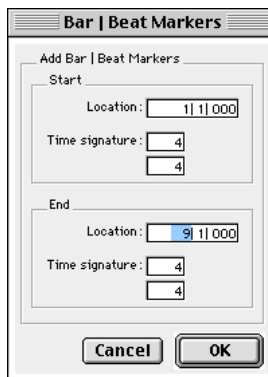 Bar | Beat Markers
Add Bar | Beat Markers
Start
Location: 1| 1| 000
Time signature: 4
4
End
Location: 9| 1| 000
Time signature: 4
4
Cancel OK